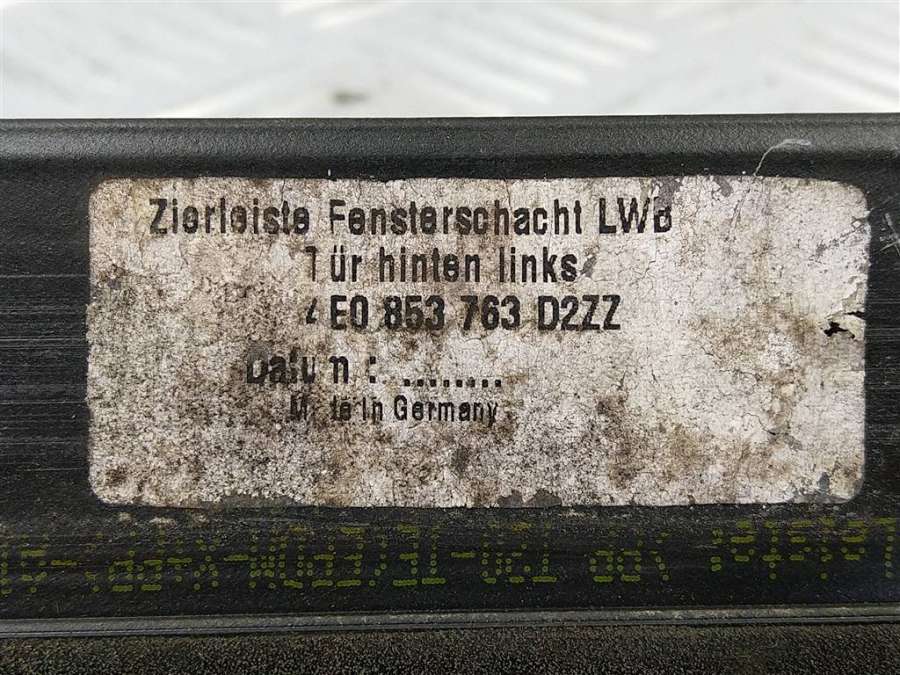 Zierleiste Fensterschacht LWB
Tür hinten links
4E0 853 763 D2ZZ
Datum: ........
Made in Germany